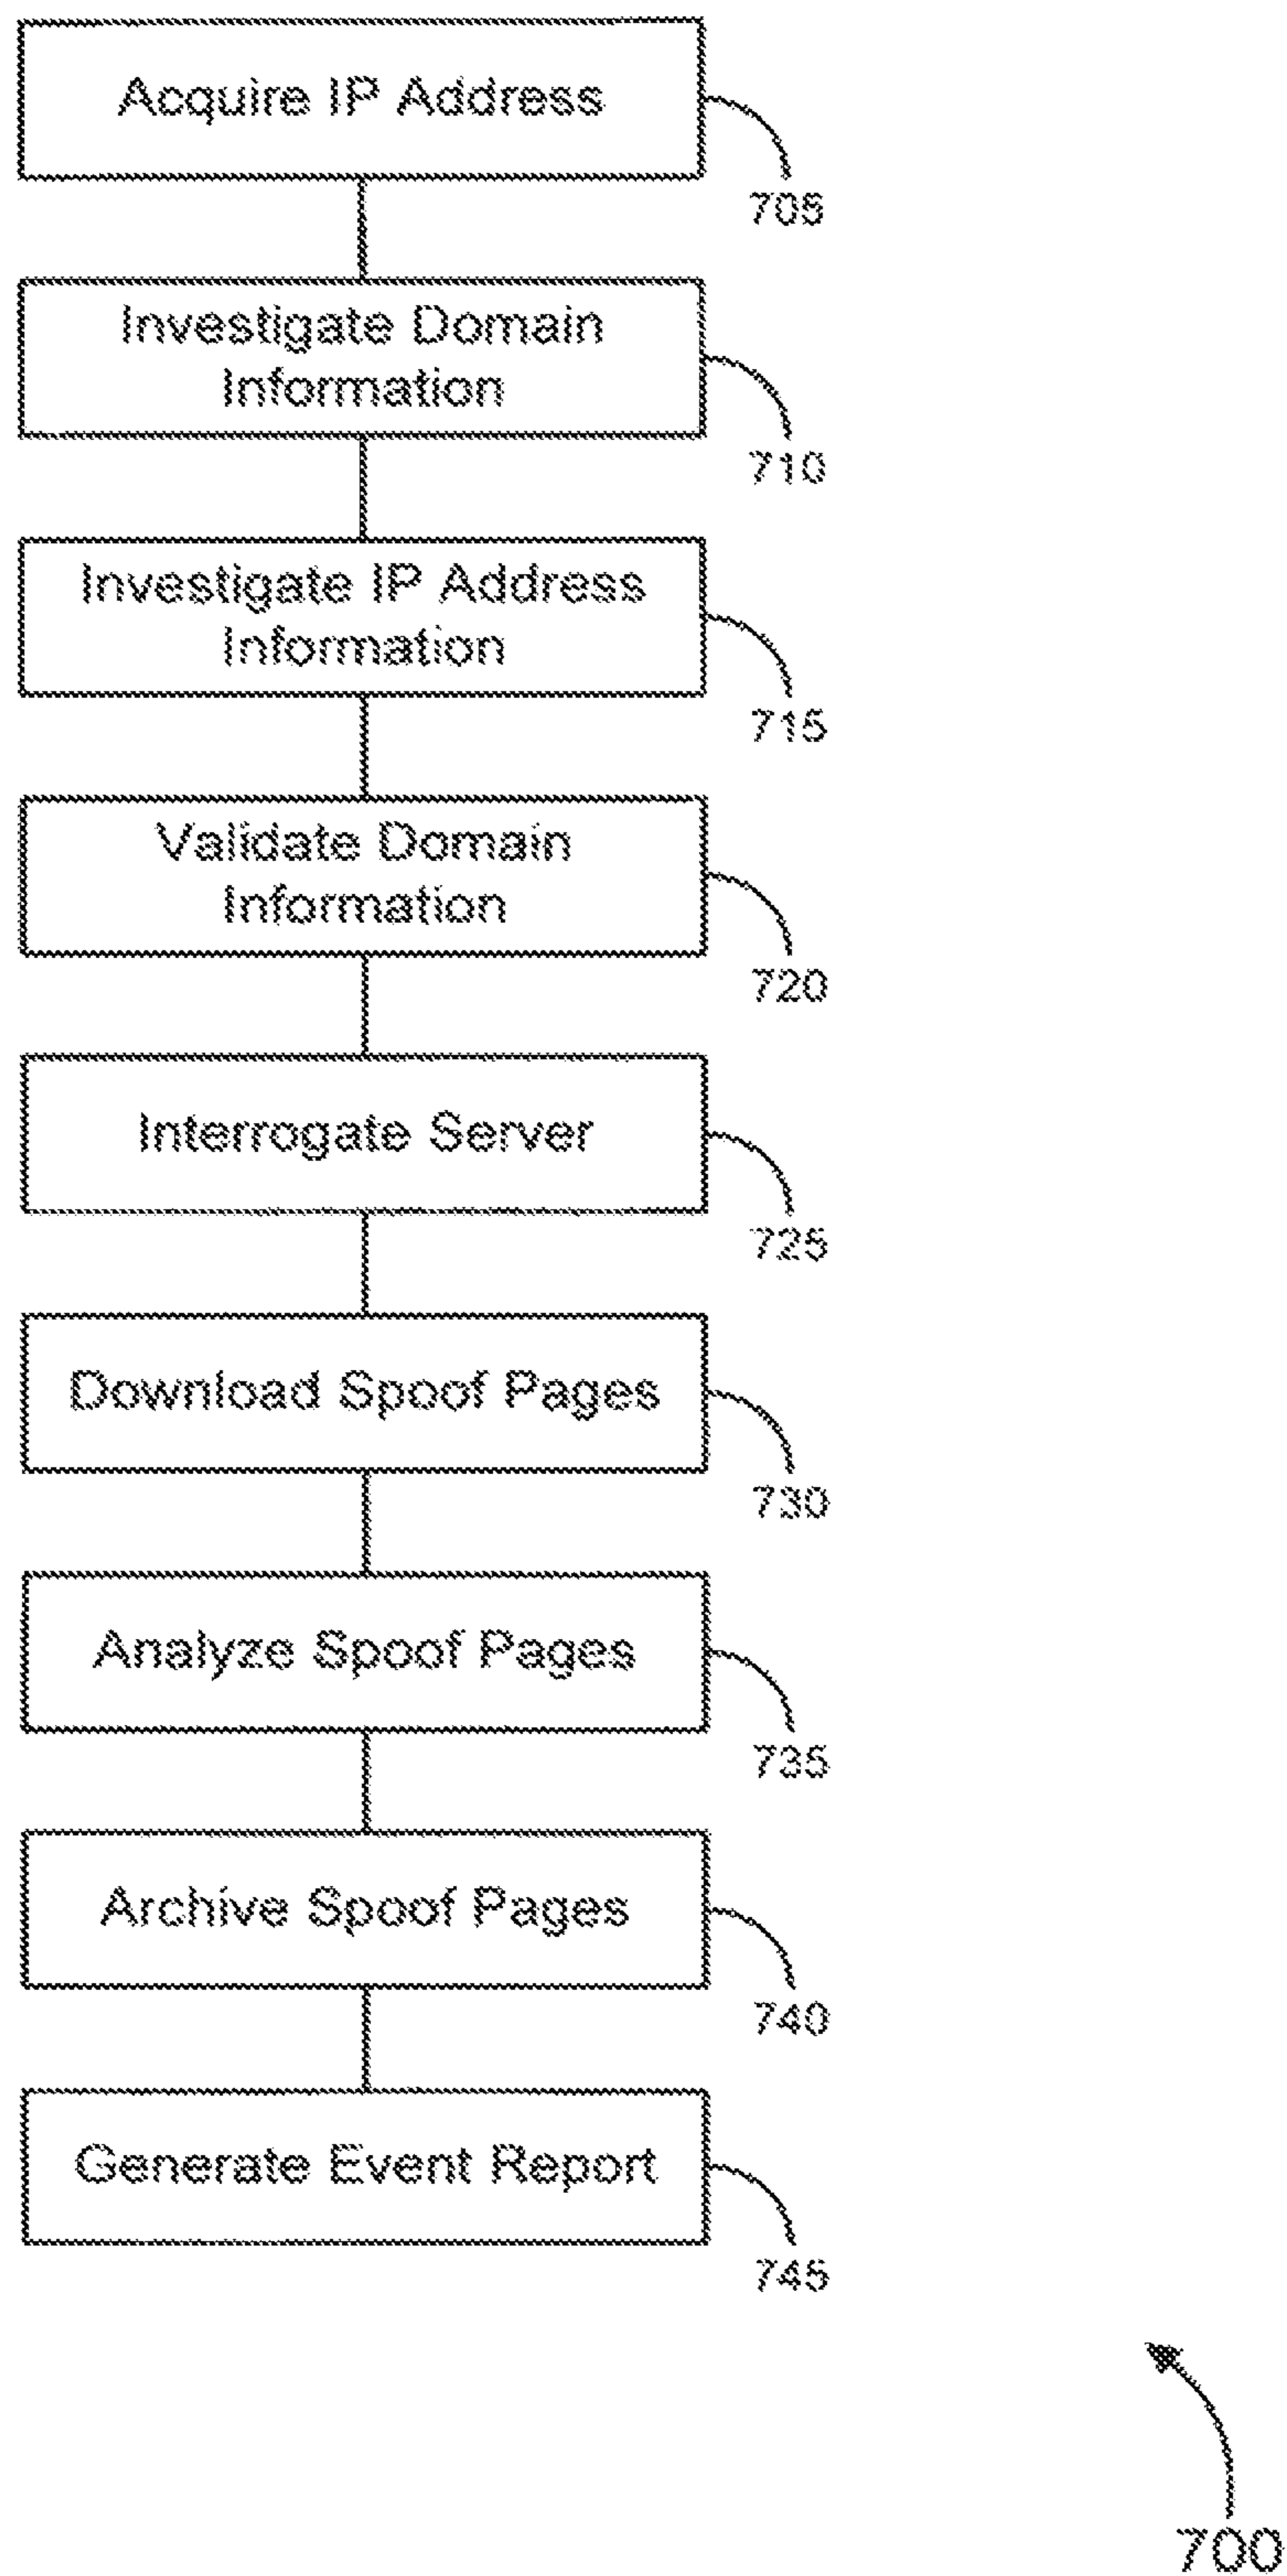 Acquire IP Address
705
Investigate Domain
Information
710
Investigate IP Address
Information
715
Validate Domain
Information
720
Interrogate Server
725
Download Spoof Pages
730
Analyze Spoof Pages
735
Archive Spoof Pages
740
Generate Event Report
745
700